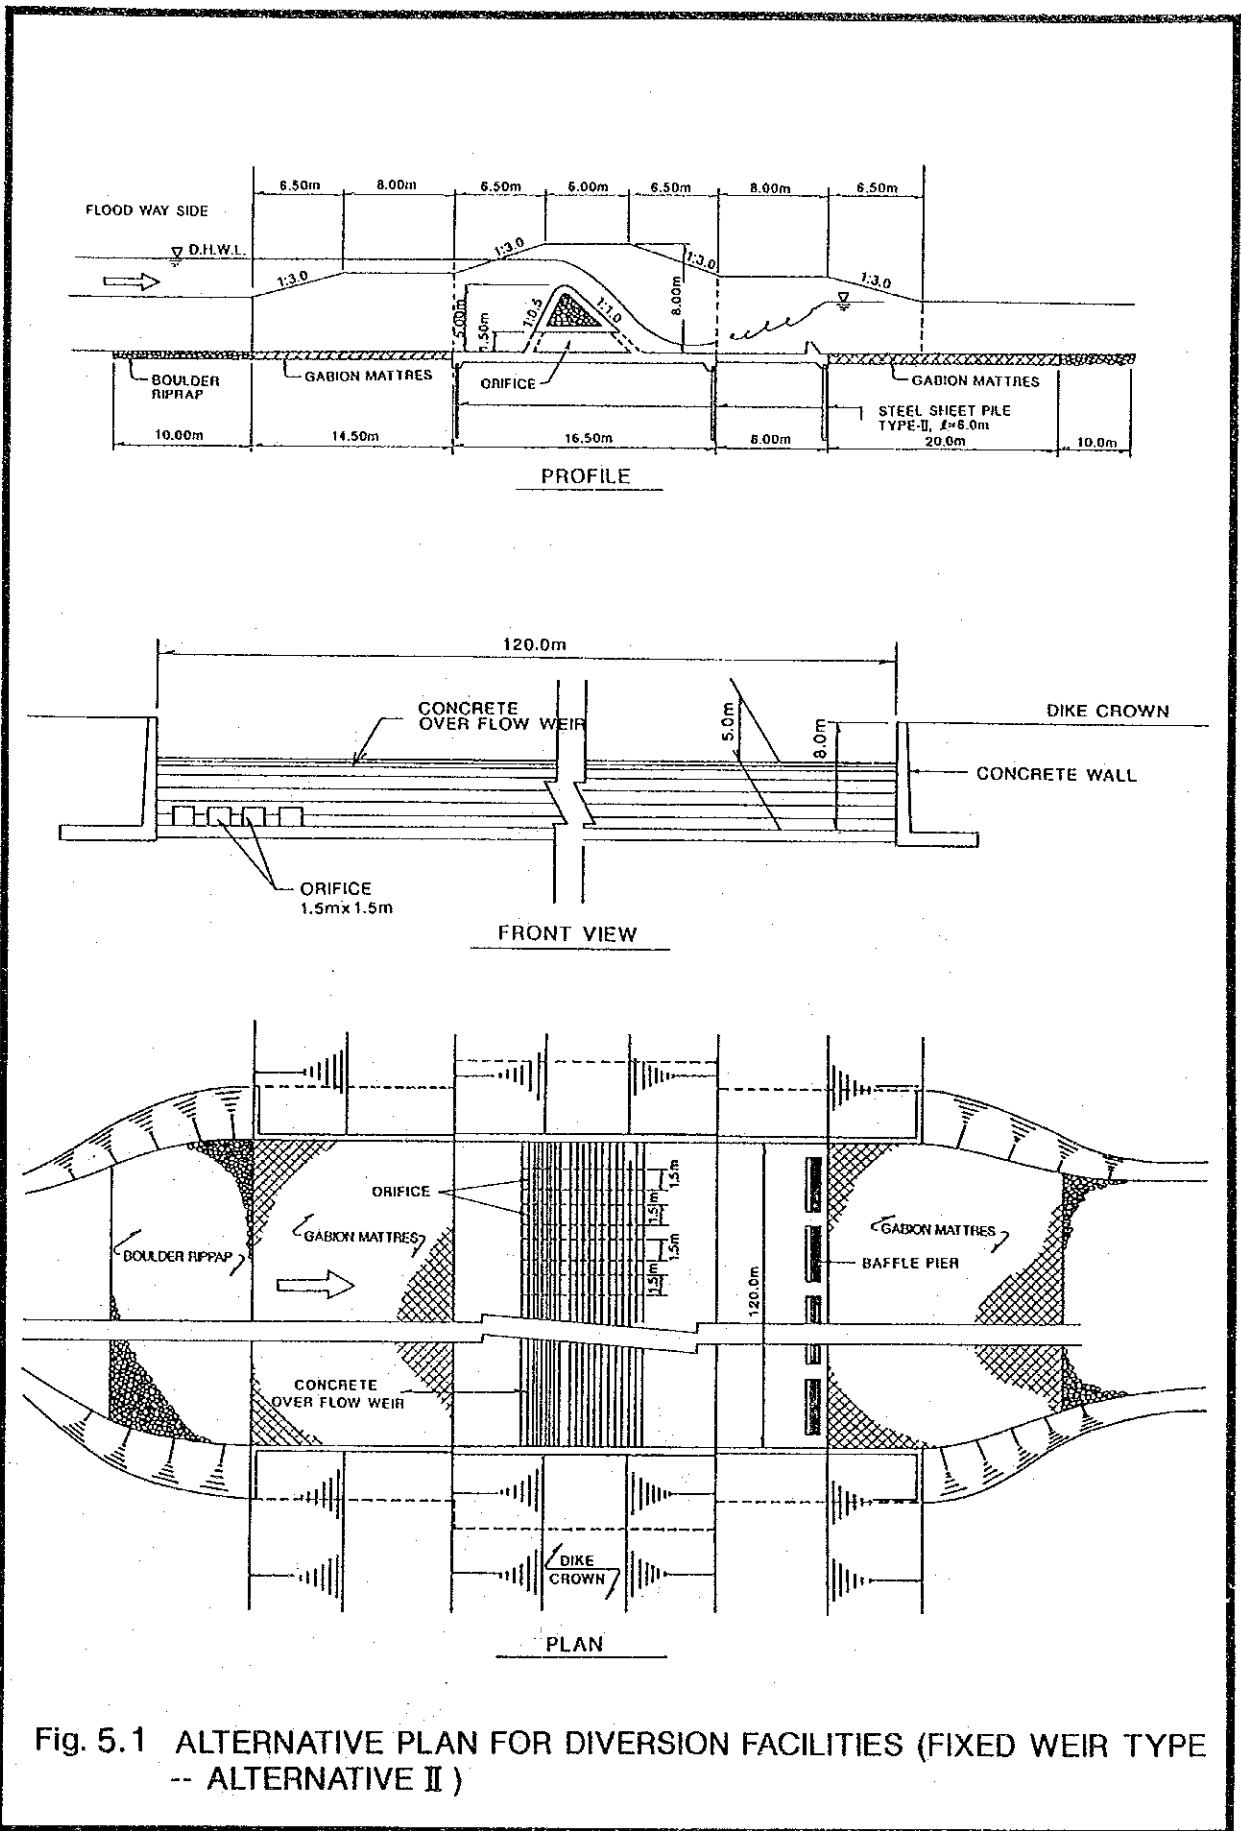 6.50m 8.00m 6.50m 6.00m 6.50m 8.00m 6.50m
FLOOD WAY SIDE
D.H.W.L.
1:3.0
1:3.0
1:3.0
1:3.0
5.00m
1.50m
1:0.5
1:1.0
8.00m
BOULDER
RIPRAP
GABION MATTRES
ORIFICE
GABION MATTRES
STEEL SHEET PILE
TYPE-II, ℓ=6.0m
10.00m 14.50m 16.50m 8.00m 20.0m 10.0m
PROFILE
120.0m
CONCRETE
OVER FLOW WEIR
5.0m
8.0m
DIKE CROWN
CONCRETE WALL
ORIFICE
1.5m x 1.5m
FRONT VIEW
ORIFICE
1.5m
1.5m
1.5m
1.5m
BOULDER RIPPAP
GABION MATTRES
GABION MATTRES
BAFFLE PIER
120.0m
CONCRETE
OVER FLOW WEIR
DIKE
CROWN
PLAN
Fig. 5.1 ALTERNATIVE PLAN FOR DIVERSION FACILITIES (FIXED WEIR TYPE
-- ALTERNATIVE II )